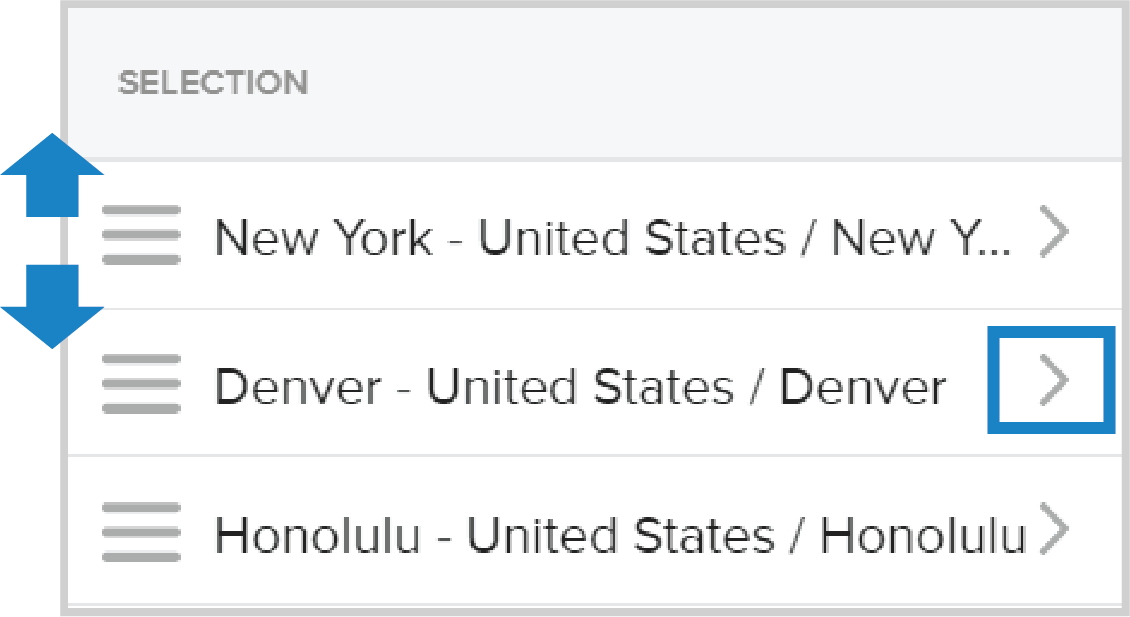 SELECTION
New York - United States / New Y...
Denver - United States / Denver
Honolulu - United States / Honolulu